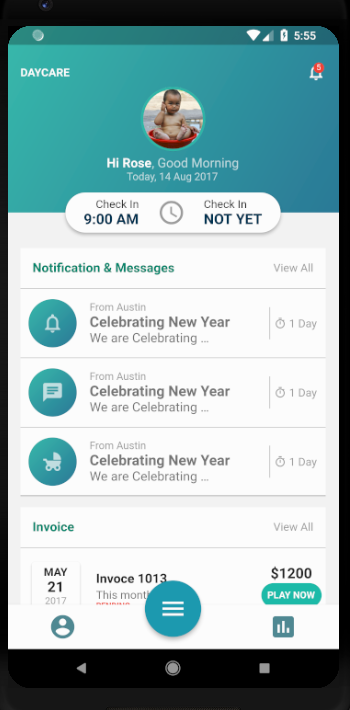 5:55
DAYCARE
5
Hi Rose, Good Morning
Today, 14 Aug 2017
Check In
9:00 AM
Check In
NOT YET
Notification & Messages
View All
From Austin
Celebrating New Year
We are Celebrating ...
1 Day
From Austin
Celebrating New Year
We are Celebrating ...
1 Day
From Austin
Celebrating New Year
We are Celebrating ...
1 Day
Invoice
View All
MAY
21
2017
Invoce 1013
This month
PENDING
$1200
PLAY NOW